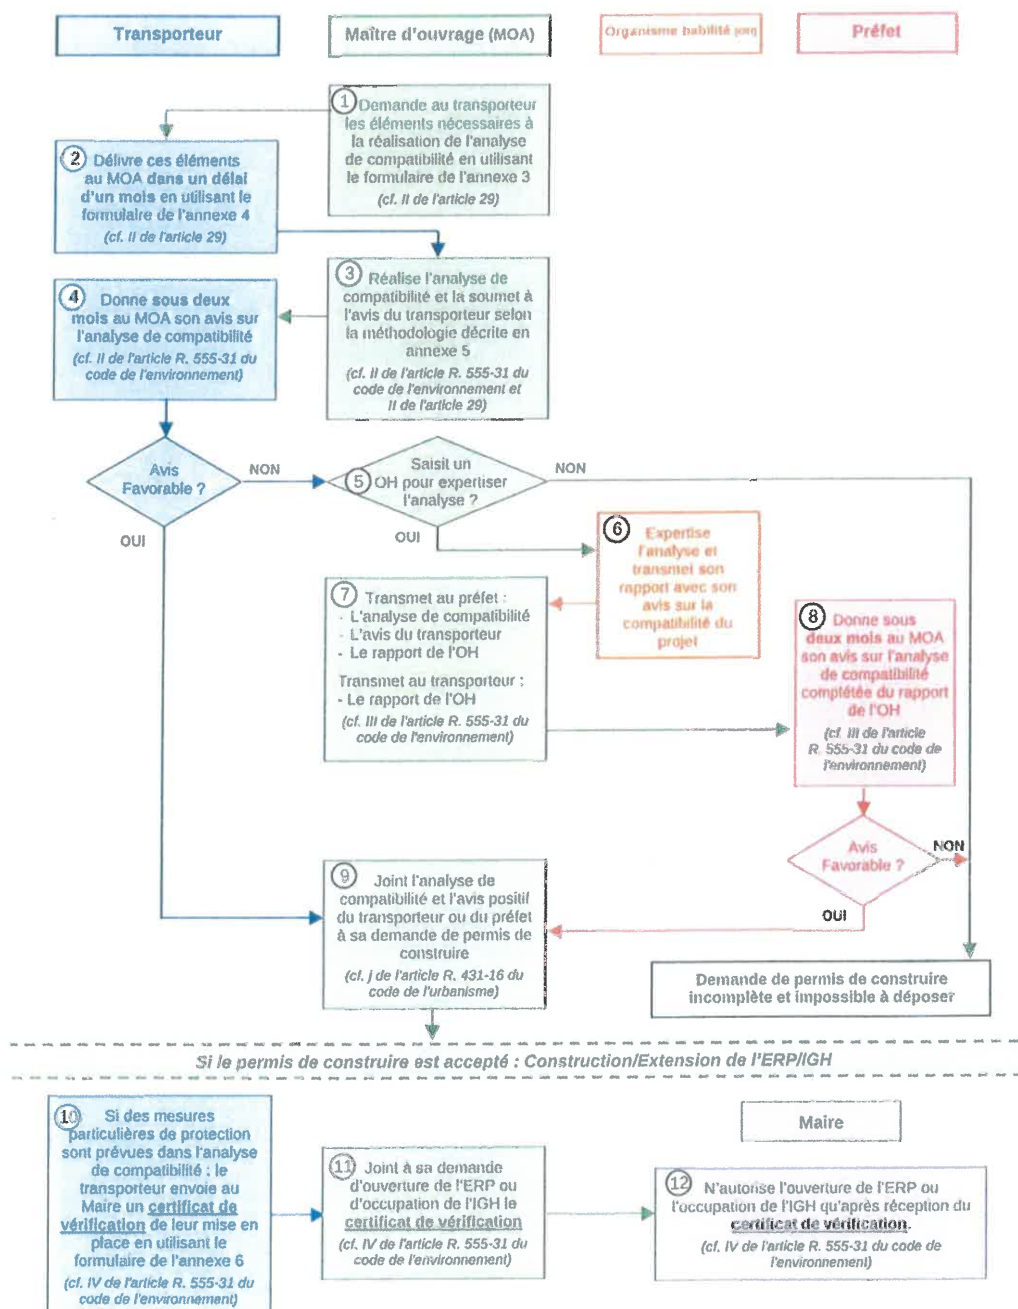 Transporteur
Maître d'ouvrage (MOA)
Organisme habilité (OH)
Préfet
1 Demande au transporteur
les éléments nécessaires à
la réalisation de l'analyse
de compatibilité en utilisant
le formulaire de l'annexe 3
(cf. II de l'article 29)
2 Délivre ces éléments
au MOA dans un délai
d'un mois en utilisant le
formulaire de l'annexe 4
(cf. II de l'article 29)
3 Réalise l'analyse de
compatibilité et la soumet à
l'avis du transporteur selon
la méthodologie décrite en
annexe 5
(cf. II de l'article R. 555-31 du
code de l'environnement et
II de l'article 29)
4 Donne sous deux
mois au MOA son avis sur
l'analyse de compatibilité
(cf. II de l'article R. 555-31 du
code de l'environnement)
Avis
Favorable ?
NON
OUI
5 Saisit un
OH pour expertiser
l'analyse ?
NON
OUI
6 Expertise
l'analyse et
transmet son
rapport avec son
avis sur la
compatibilité du
projet
7 Transmet au préfet :
- L'analyse de compatibilité
- L'avis du transporteur
- Le rapport de l'OH
Transmet au transporteur :
- Le rapport de l'OH
(cf. III de l'article R. 555-31 du
code de l'environnement)
8 Donne sous
deux mois au MOA
son avis sur l'analyse
de compatibilité
complétée du rapport
de l'OH
(cf. III de l'article
R. 555-31 du code de
l'environnement)
Avis
Favorable ?
NON
OUI
9 Joint l'analyse de
compatibilité et l'avis positif
du transporteur ou du préfet
à sa demande de permis de
construire
(cf. j de l'article R. 431-16 du
code de l'urbanisme)
Demande de permis de construire
incomplète et impossible à déposer
Si le permis de construire est accepté : Construction/Extension de l'ERP/IGH
10 Si des mesures
particulières de protection
sont prévues dans l'analyse
de compatibilité : le
transporteur envoie au
Maire un certificat de
vérification de leur mise en
place en utilisant le
formulaire de l'annexe 6
(cf. IV de l'article R. 555-31 du
code de l'environnement)
11 Joint à sa demande
d'ouverture de l'ERP ou
d'occupation de l'IGH le
certificat de vérification
(cf. IV de l'article R. 555-31 du
code de l'environnement)
Maire
12 N'autorise l'ouverture de l'ERP ou
l'occupation de l'IGH qu'après réception du
certificat de vérification.
(cf. IV de l'article R. 555-31 du code de
l'environnement)